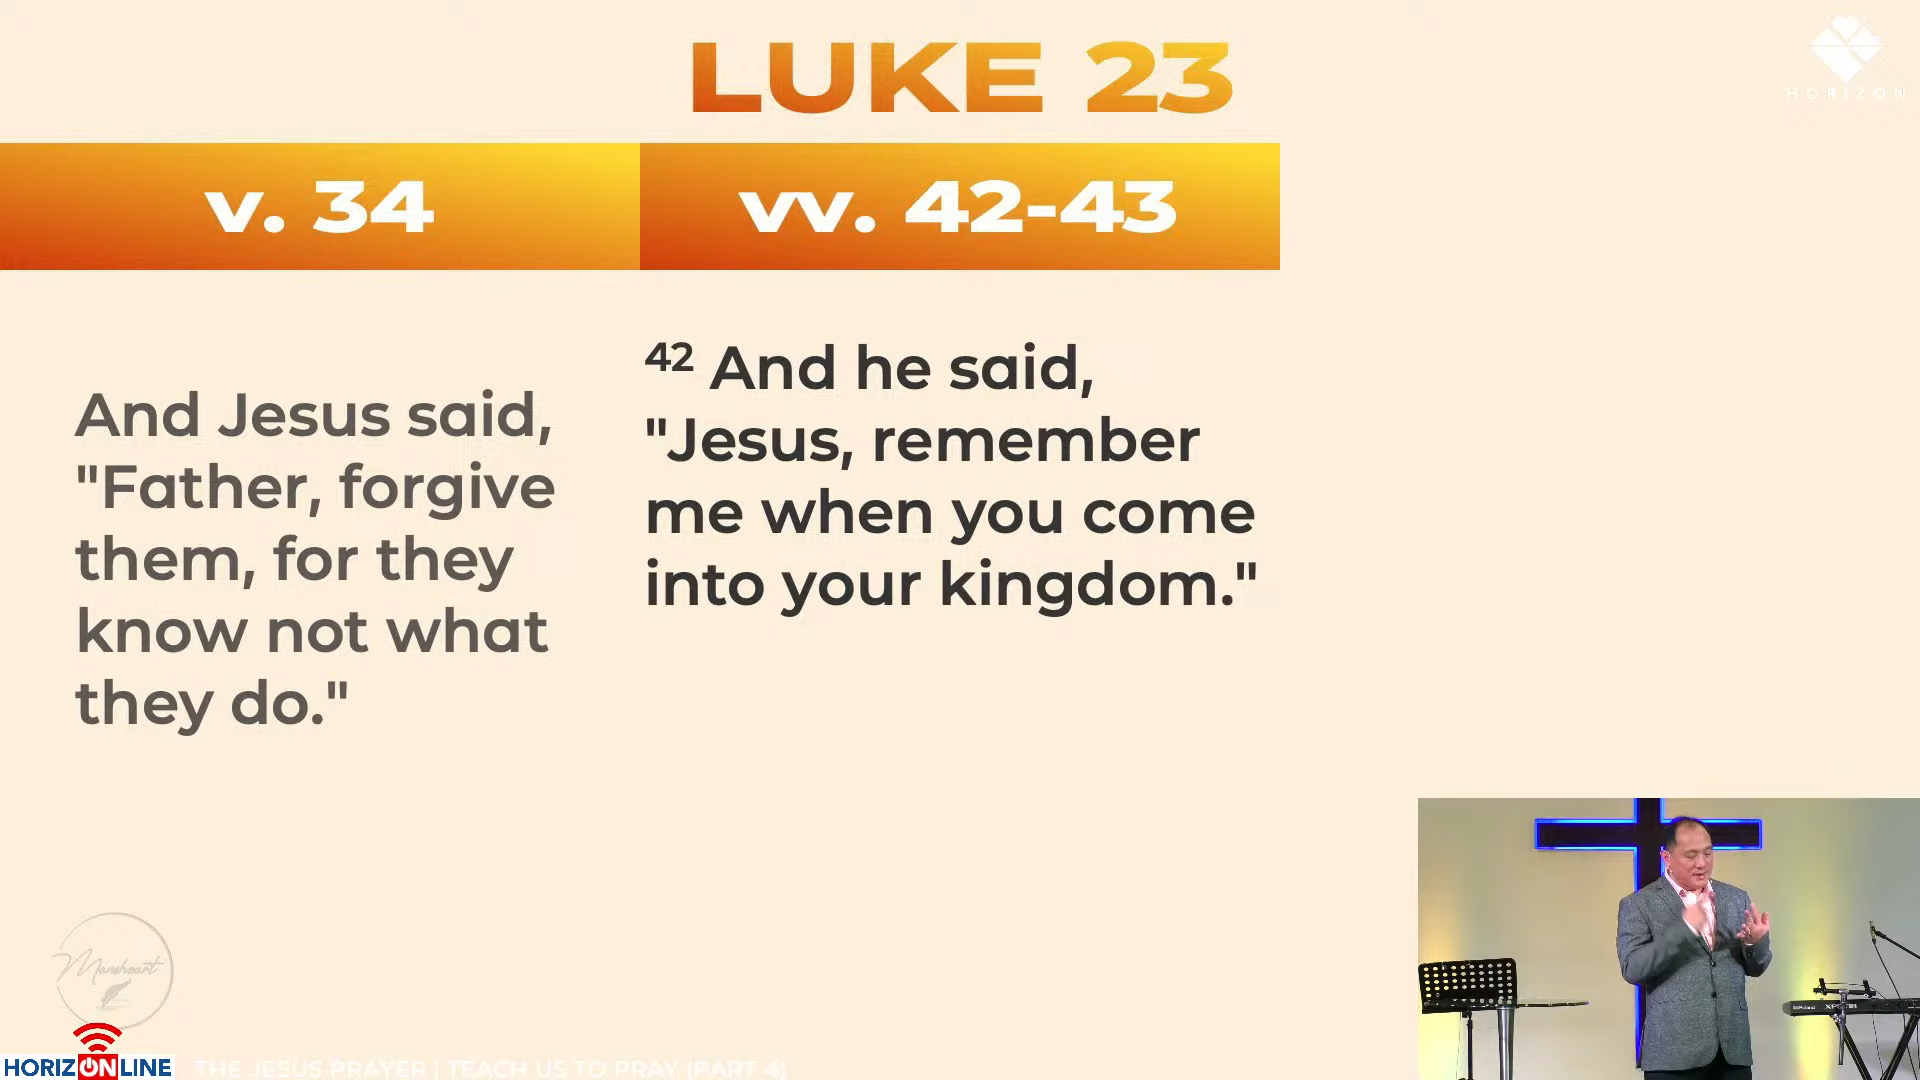 LUKE 23
HORIZON
v. 34
vv. 42-43
And Jesus said,
"Father, forgive
them, for they
know not what
they do."
42 And he said,
"Jesus, remember
me when you come
into your kingdom."
HORIZONLINE
THE JESUS PRAYER | TEACH US TO PRAY (PART 4)
Roland